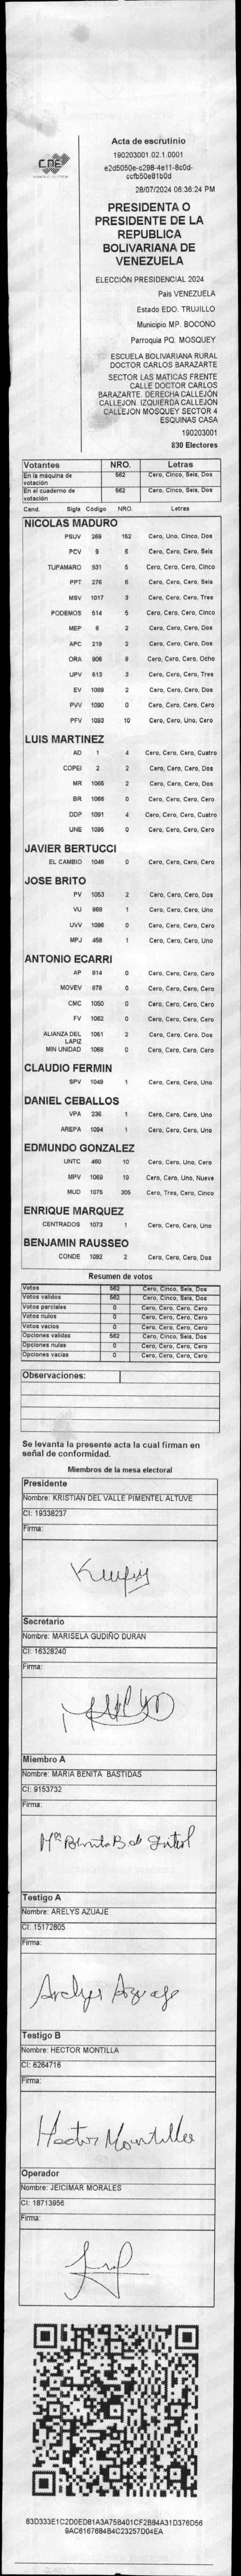 CNE
Acta de escrutinio
190203001.02.1.0001
e2d5050e-c298-4e11-8c0d-
ccfb50e81b0d
28/07/2024 06:36:24 PM
PRESIDENTA O
PRESIDENTE DE LA
REPUBLICA
BOLIVARIANA DE
VENEZUELA
ELECCIÓN PRESIDENCIAL 2024
Pais VENEZUELA
Estado EDO. TRUJILLO
Municipio MP. BOCONO
Parroquia PQ. MOSQUEY
ESCUELA BOLIVARIANA RURAL
DOCTOR CARLOS BARAZARTE
SECTOR LAS MATICAS FRENTE
CALLE DOCTOR CARLOS
BARAZARTE. DERECHA CALLEJÓN
CALLEJON. IZQUIERDA CALLEJÓN
CALLEJON MOSQUEY SECTOR 4
ESQUINAS CASA
190203001
830 Electores
Votantes NRO. Letras
En la máquina de votación 562 Cero, Cinco, Seis, Dos
En el cuaderno de votación 562 Cero, Cinco, Seis, Dos
Cand. Sigla Código NRO. Letras
NICOLAS MADURO
PSUV 269 152 Cero, Uno, Cinco, Dos
PCV 9 6 Cero, Cero, Cero, Seis
TUPAMARO 931 5 Cero, Cero, Cero, Cinco
PPT 276 6 Cero, Cero, Cero, Seis
MSV 1017 3 Cero, Cero, Cero, Tres
PODEMOS 514 5 Cero, Cero, Cero, Cinco
MEP 6 2 Cero, Cero, Cero, Dos
APC 219 2 Cero, Cero, Cero, Dos
ORA 906 8 Cero, Cero, Cero, Ocho
UPV 513 3 Cero, Cero, Cero, Tres
EV 1089 2 Cero, Cero, Cero, Dos
PVV 1090 0 Cero, Cero, Cero, Cero
PFV 1093 10 Cero, Cero, Uno, Cero
LUIS MARTINEZ
AD 1 4 Cero, Cero, Cero, Cuatro
COPEI 2 2 Cero, Cero, Cero, Dos
MR 1065 2 Cero, Cero, Cero, Dos
BR 1066 0 Cero, Cero, Cero, Cero
DDP 1091 4 Cero, Cero, Cero, Cuatro
UNE 1095 0 Cero, Cero, Cero, Cero
JAVIER BERTUCCI
EL CAMBIO 1048 0 Cero, Cero, Cero, Cero
JOSE BRITO
PV 1053 2 Cero, Cero, Cero, Dos
VU 868 1 Cero, Cero, Cero, Uno
UVV 1096 0 Cero, Cero, Cero, Cero
MPJ 458 1 Cero, Cero, Cero, Uno
ANTONIO ECARRI
AP 814 0 Cero, Cero, Cero, Cero
MOVEV 879 0 Cero, Cero, Cero, Cero
CMC 1050 0 Cero, Cero, Cero, Cero
FV 1062 0 Cero, Cero, Cero, Cero
ALIANZA DEL LAPIZ 1051 2 Cero, Cero, Cero, Dos
MIN UNIDAD 1068 0 Cero, Cero, Cero, Cero
CLAUDIO FERMIN
SPV 1049 1 Cero, Cero, Cero, Uno
DANIEL CEBALLOS
VPA 236 1 Cero, Cero, Cero, Uno
AREPA 1094 1 Cero, Cero, Cero, Uno
EDMUNDO GONZALEZ
UNTC 460 10 Cero, Cero, Uno, Cero
MPV 1069 19 Cero, Cero, Uno, Nueve
MUD 1075 305 Cero, Tres, Cero, Cinco
ENRIQUE MARQUEZ
CENTRADOS 1073 1 Cero, Cero, Cero, Uno
BENJAMIN RAUSSEO
CONDE 1092 2 Cero, Cero, Cero, Dos
Resumen de votos
Votos 562 Cero, Cinco, Seis, Dos
Votos validos 562 Cero, Cinco, Seis, Dos
Votos parciales 0 Cero, Cero, Cero, Cero
Votos nulos 0 Cero, Cero, Cero, Cero
Votos vacios 0 Cero, Cero, Cero, Cero
Opciones validas 562 Cero, Cinco, Seis, Dos
Opciones nulas 0 Cero, Cero, Cero, Cero
Opciones vacias 0 Cero, Cero, Cero, Cero
Observaciones:
Se levanta la presente acta la cual firman en
señal de conformidad.
Miembros de la mesa electoral
Presidente
Nombre: KRISTIAN DEL VALLE PIMENTEL ALTUVE
CI: 19338237
Firma:
Secretario
Nombre: MARISELA GUDIÑO DURAN
CI: 16328240
Firma:
Miembro A
Nombre: MARIA BENITA BASTIDAS
CI: 9153732
Firma:
Mª Benita B de
Testigo A
Nombre: ARELYS AZUAJE
CI: 15172805
Firma:
Arelys Azuaje
Testigo B
Nombre: HECTOR MONTILLA
CI: 6264716
Firma:
Hector Montilla
Operador
Nombre: JEICIMAR MORALES
CI: 18713956
Firma:
83D333E1C2D0ED81A3A75B401CF2B84A31D376D56
9AC6167684B4C23257D04EA